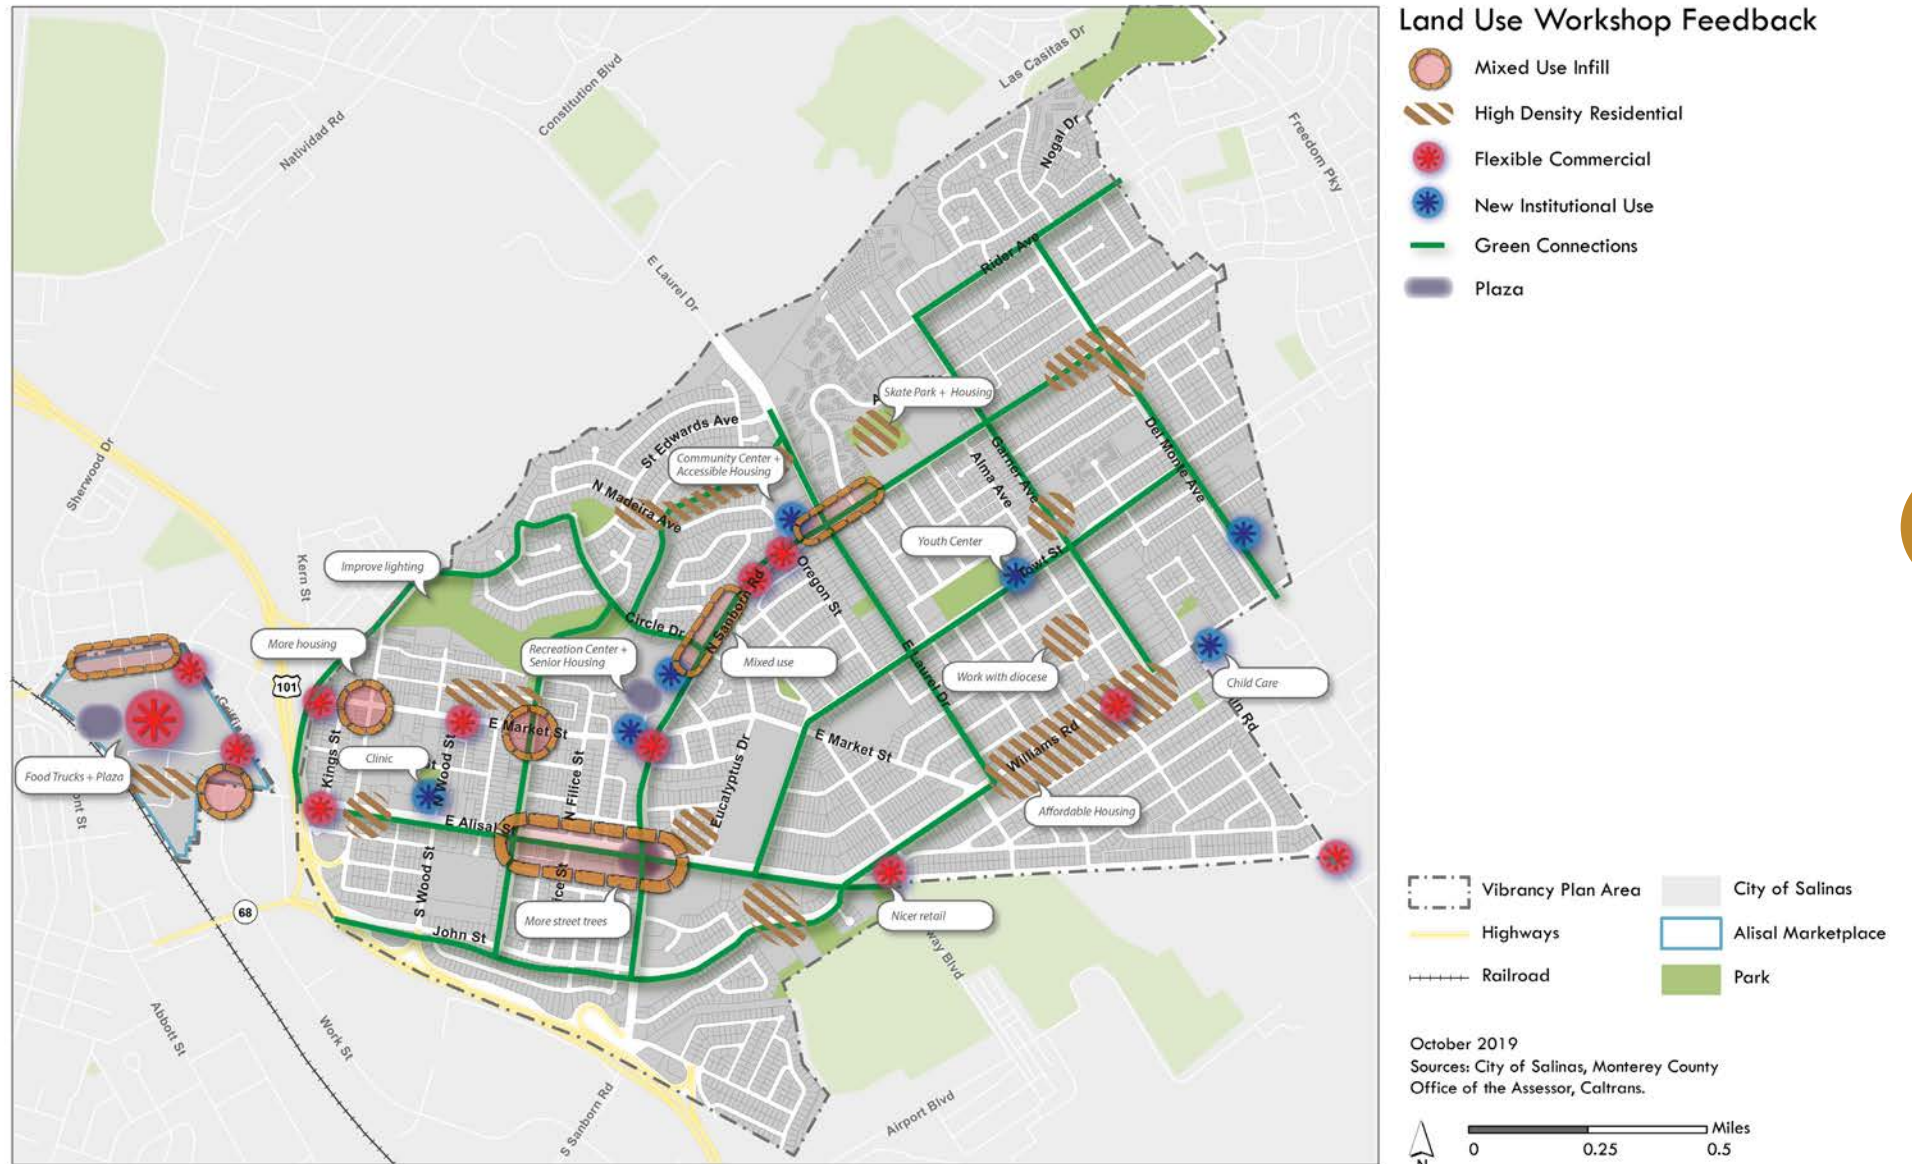 Land Use Workshop Feedback
Mixed Use Infill
High Density Residential
Flexible Commercial
New Institutional Use
Green Connections
Plaza
Las Casitas Dr
Constitution Blvd
Natividad Rd
Freedom Pky
Nogal Dr
E Laurel Dr
Rider Ave
Sherwood Dr
St Edwards Ave
Skate Park + Housing
Community Center +
Accessible Housing
N Madeira Ave
Garner Ave
Alma Ave
Del Monte Ave
Kern St
Improve lighting
Youth Center
Towt St
Oregon St
N Sanborn Rd
Circle Dr
More housing
Recreation Center +
Senior Housing
Mixed use
E Laurel Dr
Work with diocese
Child Care
101
Kings St
E Market St
E Market St
Williams Rd
Clinic
N Wood St
N Filice St
Eucalyptus Dr
Food Trucks + Plaza
Affordable Housing
E Alisal St
S Wood St
More street trees
Nicer retail
68
John St
Abbott St
Work St
S Sanborn Rd
Airport Blvd
Vibrancy Plan Area
City of Salinas
Highways
Alisal Marketplace
Railroad
Park
October 2019
Sources: City of Salinas, Monterey County
Office of the Assessor, Caltrans.
Miles
0
0.25
0.5
N